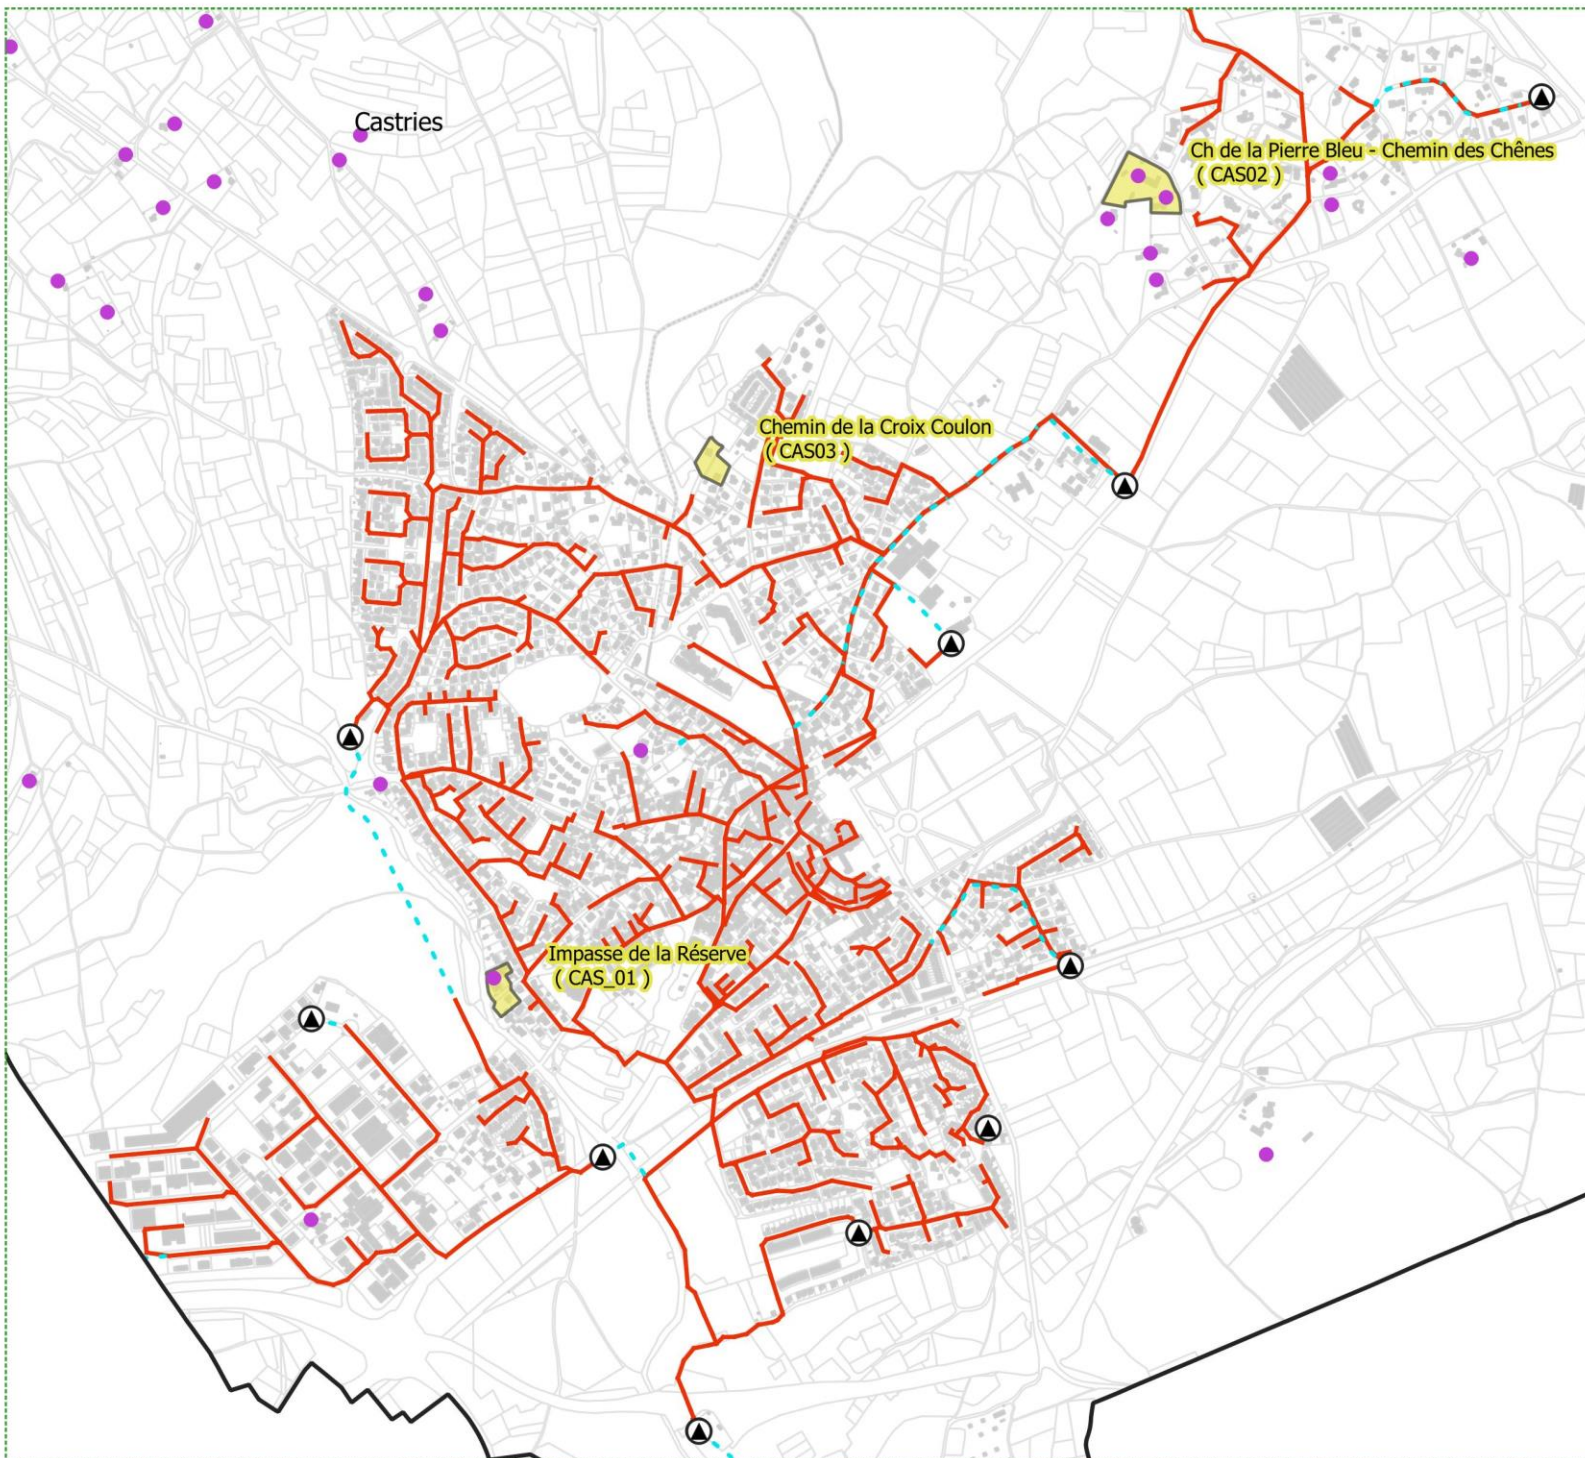 Castries
Ch de la Pierre Bleu - Chemin des Chênes
( CAS02 )
Chemin de la Croix Coulon
( CAS03 )
Impasse de la Réserve
( CAS_01 )